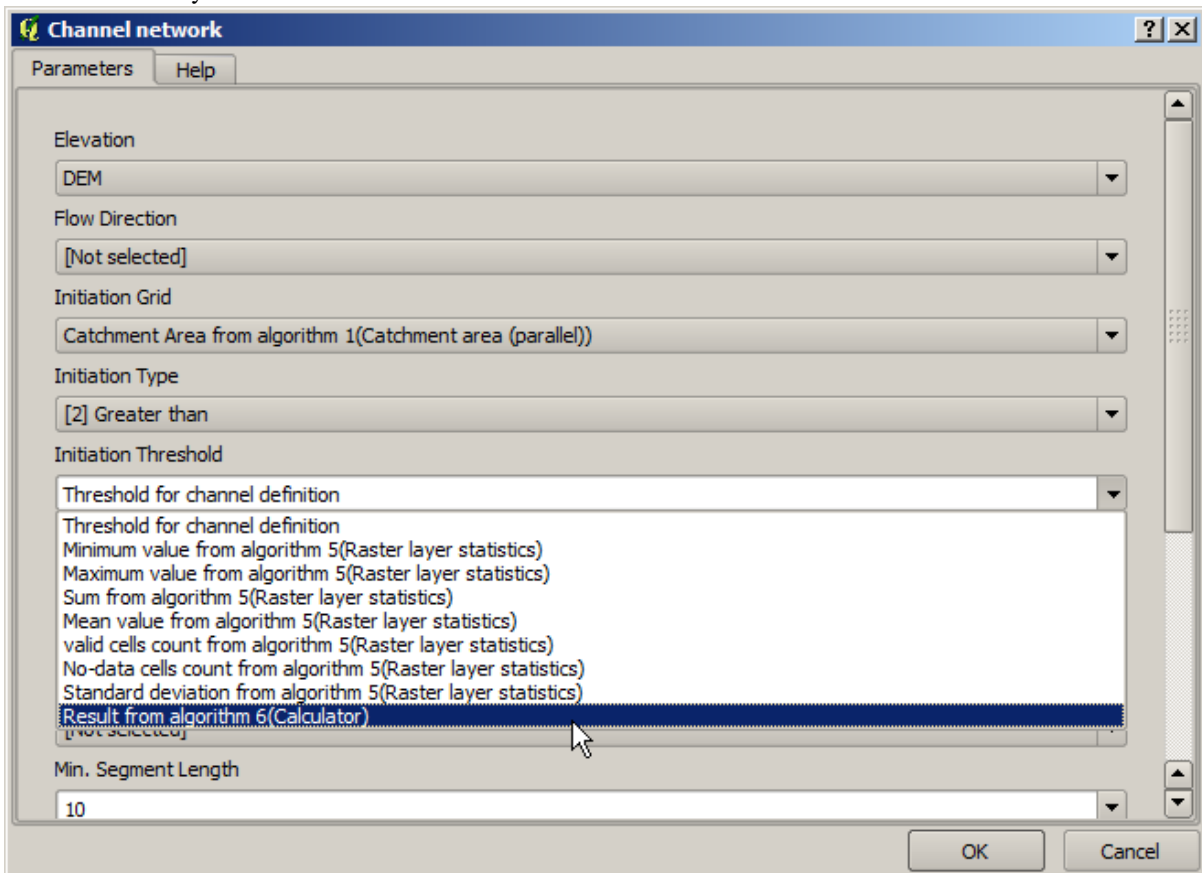 Channel network
Parameters Help
Elevation
DEM
Flow Direction
[Not selected]
Initiation Grid
Catchment Area from algorithm 1(Catchment area (parallel))
Initiation Type
[2] Greater than
Initiation Threshold
Threshold for channel definition
Threshold for channel definition
Minimum value from algorithm 5(Raster layer statistics)
Maximum value from algorithm 5(Raster layer statistics)
Sum from algorithm 5(Raster layer statistics)
Mean value from algorithm 5(Raster layer statistics)
valid cells count from algorithm 5(Raster layer statistics)
No-data cells count from algorithm 5(Raster layer statistics)
Standard deviation from algorithm 5(Raster layer statistics)
Result from algorithm 6(Calculator)
[Not selected]
Min. Segment Length
10
OK Cancel